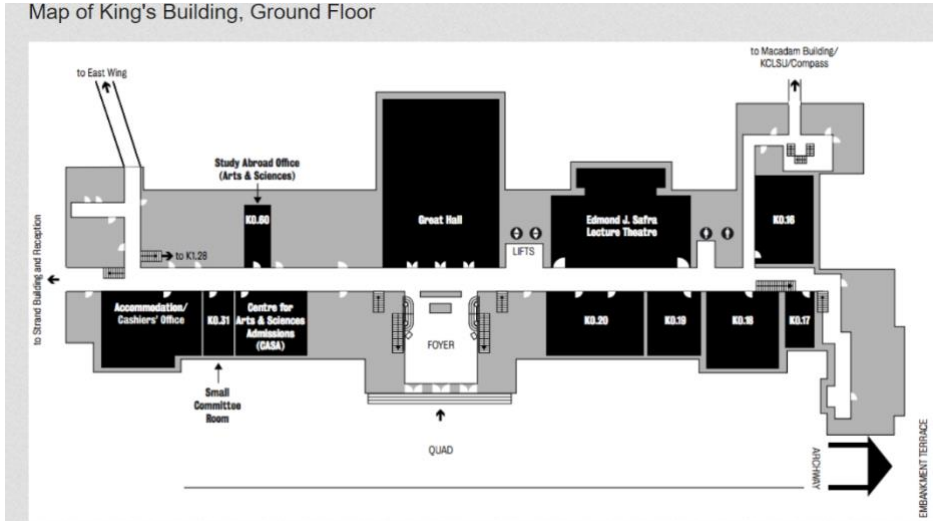 Map of King's Building, Ground Floor
to Macadam Building/
KCLSU/Compass
to East Wing
Study Abroad Office
(Arts & Sciences)
K0.60
Great Hall
Edmond J. Safra
Lecture Theatre
K0.16
to Strand Building and Reception
to K1.28
LIFTS
Accommodation/
Cashiers' Office
K0.31
Centre for
Arts & Sciences
Admissions
(CASA)
FOYER
K0.20
K0.19
K0.18
K0.17
Small
Committee
Room
QUAD
ARCHWAY
EMBANKMENT TERRACE